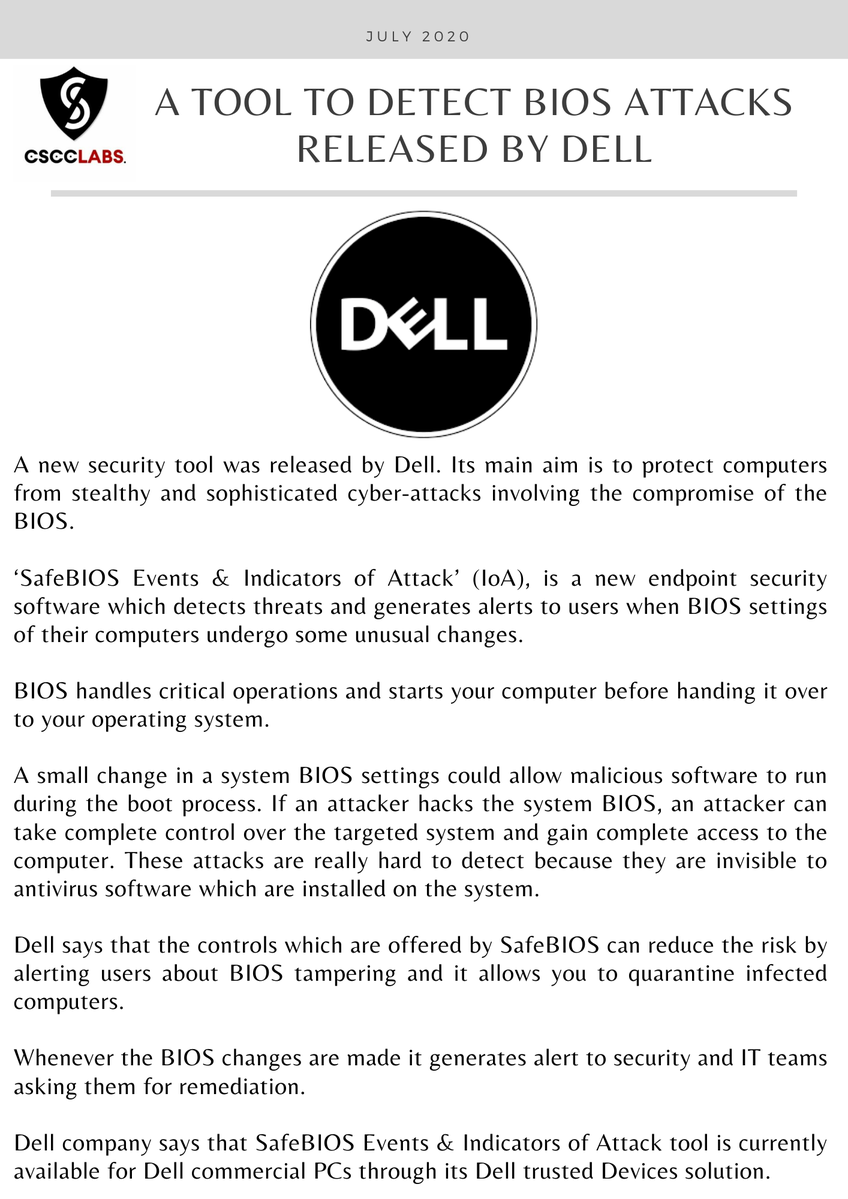 JULY 2020
CSCCLABS.
A TOOL TO DETECT BIOS ATTACKS
RELEASED BY DELL
DELL
A new security tool was released by Dell. Its main aim is to protect computers
from stealthy and sophisticated cyber-attacks involving the compromise of the
BIOS.
‘SafeBIOS Events & Indicators of Attack’ (IoA), is a new endpoint security
software which detects threats and generates alerts to users when BIOS settings
of their computers undergo some unusual changes.
BIOS handles critical operations and starts your computer before handing it over
to your operating system.
A small change in a system BIOS settings could allow malicious software to run
during the boot process. If an attacker hacks the system BIOS, an attacker can
take complete control over the targeted system and gain complete access to the
computer. These attacks are really hard to detect because they are invisible to
antivirus software which are installed on the system.
Dell says that the controls which are offered by SafeBIOS can reduce the risk by
alerting users about BIOS tampering and it allows you to quarantine infected
computers.
Whenever the BIOS changes are made it generates alert to security and IT teams
asking them for remediation.
Dell company says that SafeBIOS Events & Indicators of Attack tool is currently
available for Dell commercial PCs through its Dell trusted Devices solution.